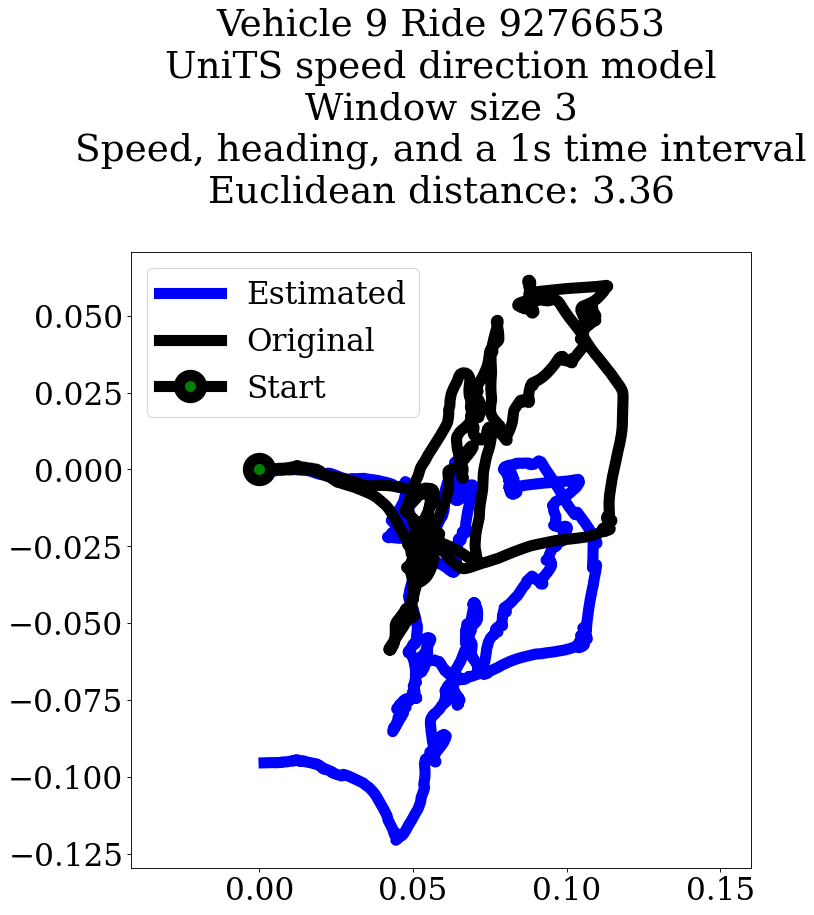 Vehicle 9 Ride 9276653
UniTS speed direction model
Window size 3
Speed, heading, and a 1s time interval
Euclidean distance: 3.36
Estimated
Original
Start
0.050
0.025
0.000
−0.025
−0.050
−0.075
−0.100
−0.125
0.00
0.05
0.10
0.15